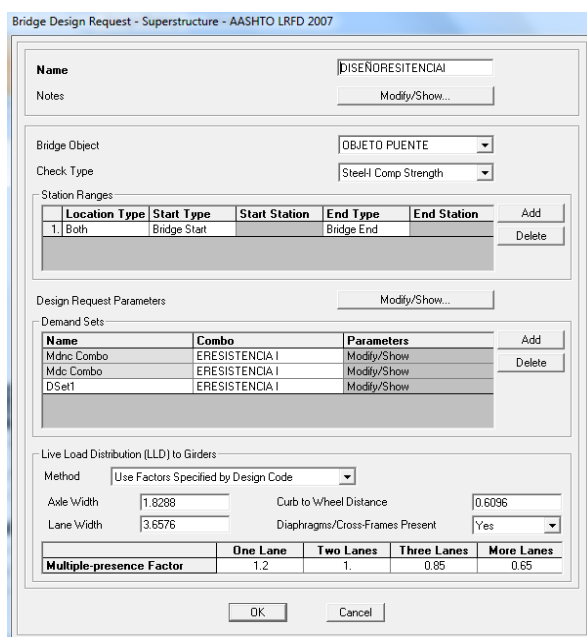 Bridge Design Request - Superstructure - AASHTO LRFD 2007
Name DISEÑORESITENCIAI
Notes Modify/Show...
Bridge Object OBJETO PUENTE
Check Type Steel-I Comp Strength
Station Ranges
Location Type Start Type Start Station End Type End Station Add
1. Both Bridge Start Bridge End Delete
Design Request Parameters Modify/Show...
Demand Sets
Name Combo Parameters Add
Mdnc Combo ERESISTENCIA I Modify/Show
Mdc Combo ERESISTENCIA I Modify/Show Delete
DSet1 ERESISTENCIA I Modify/Show
Live Load Distribution (LLD) to Girders
Method Use Factors Specified by Design Code
Axle Width 1.8288 Curb to Wheel Distance 0.6096
Lane Width 3.6576 Diaphragms/Cross-Frames Present Yes
One Lane Two Lanes Three Lanes More Lanes
Multiple-presence Factor 1.2 1. 0.85 0.65
OK Cancel